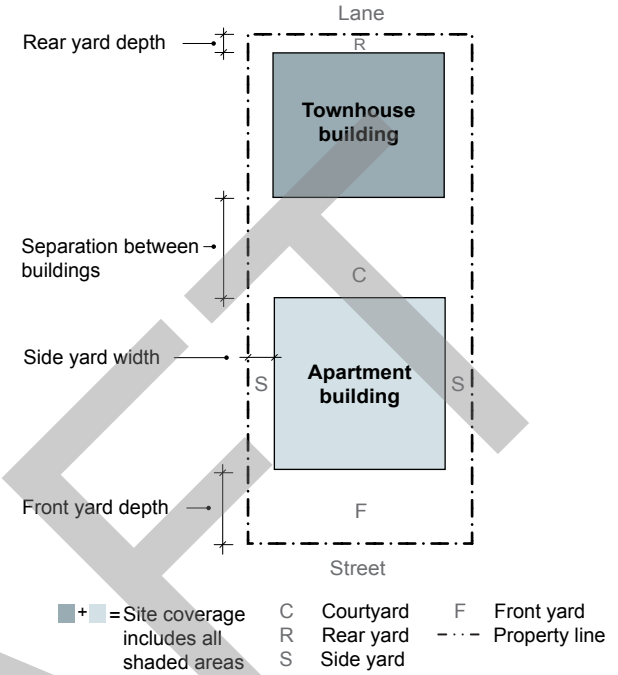 Lane
Rear yard depth
R
Townhouse
building
Separation between
buildings
C
Side yard width
S
Apartment
building
S
Front yard depth
F
Street
+ = Site coverage
includes all
shaded areas
C Courtyard
R Rear yard
S Side yard
F Front yard
Property line